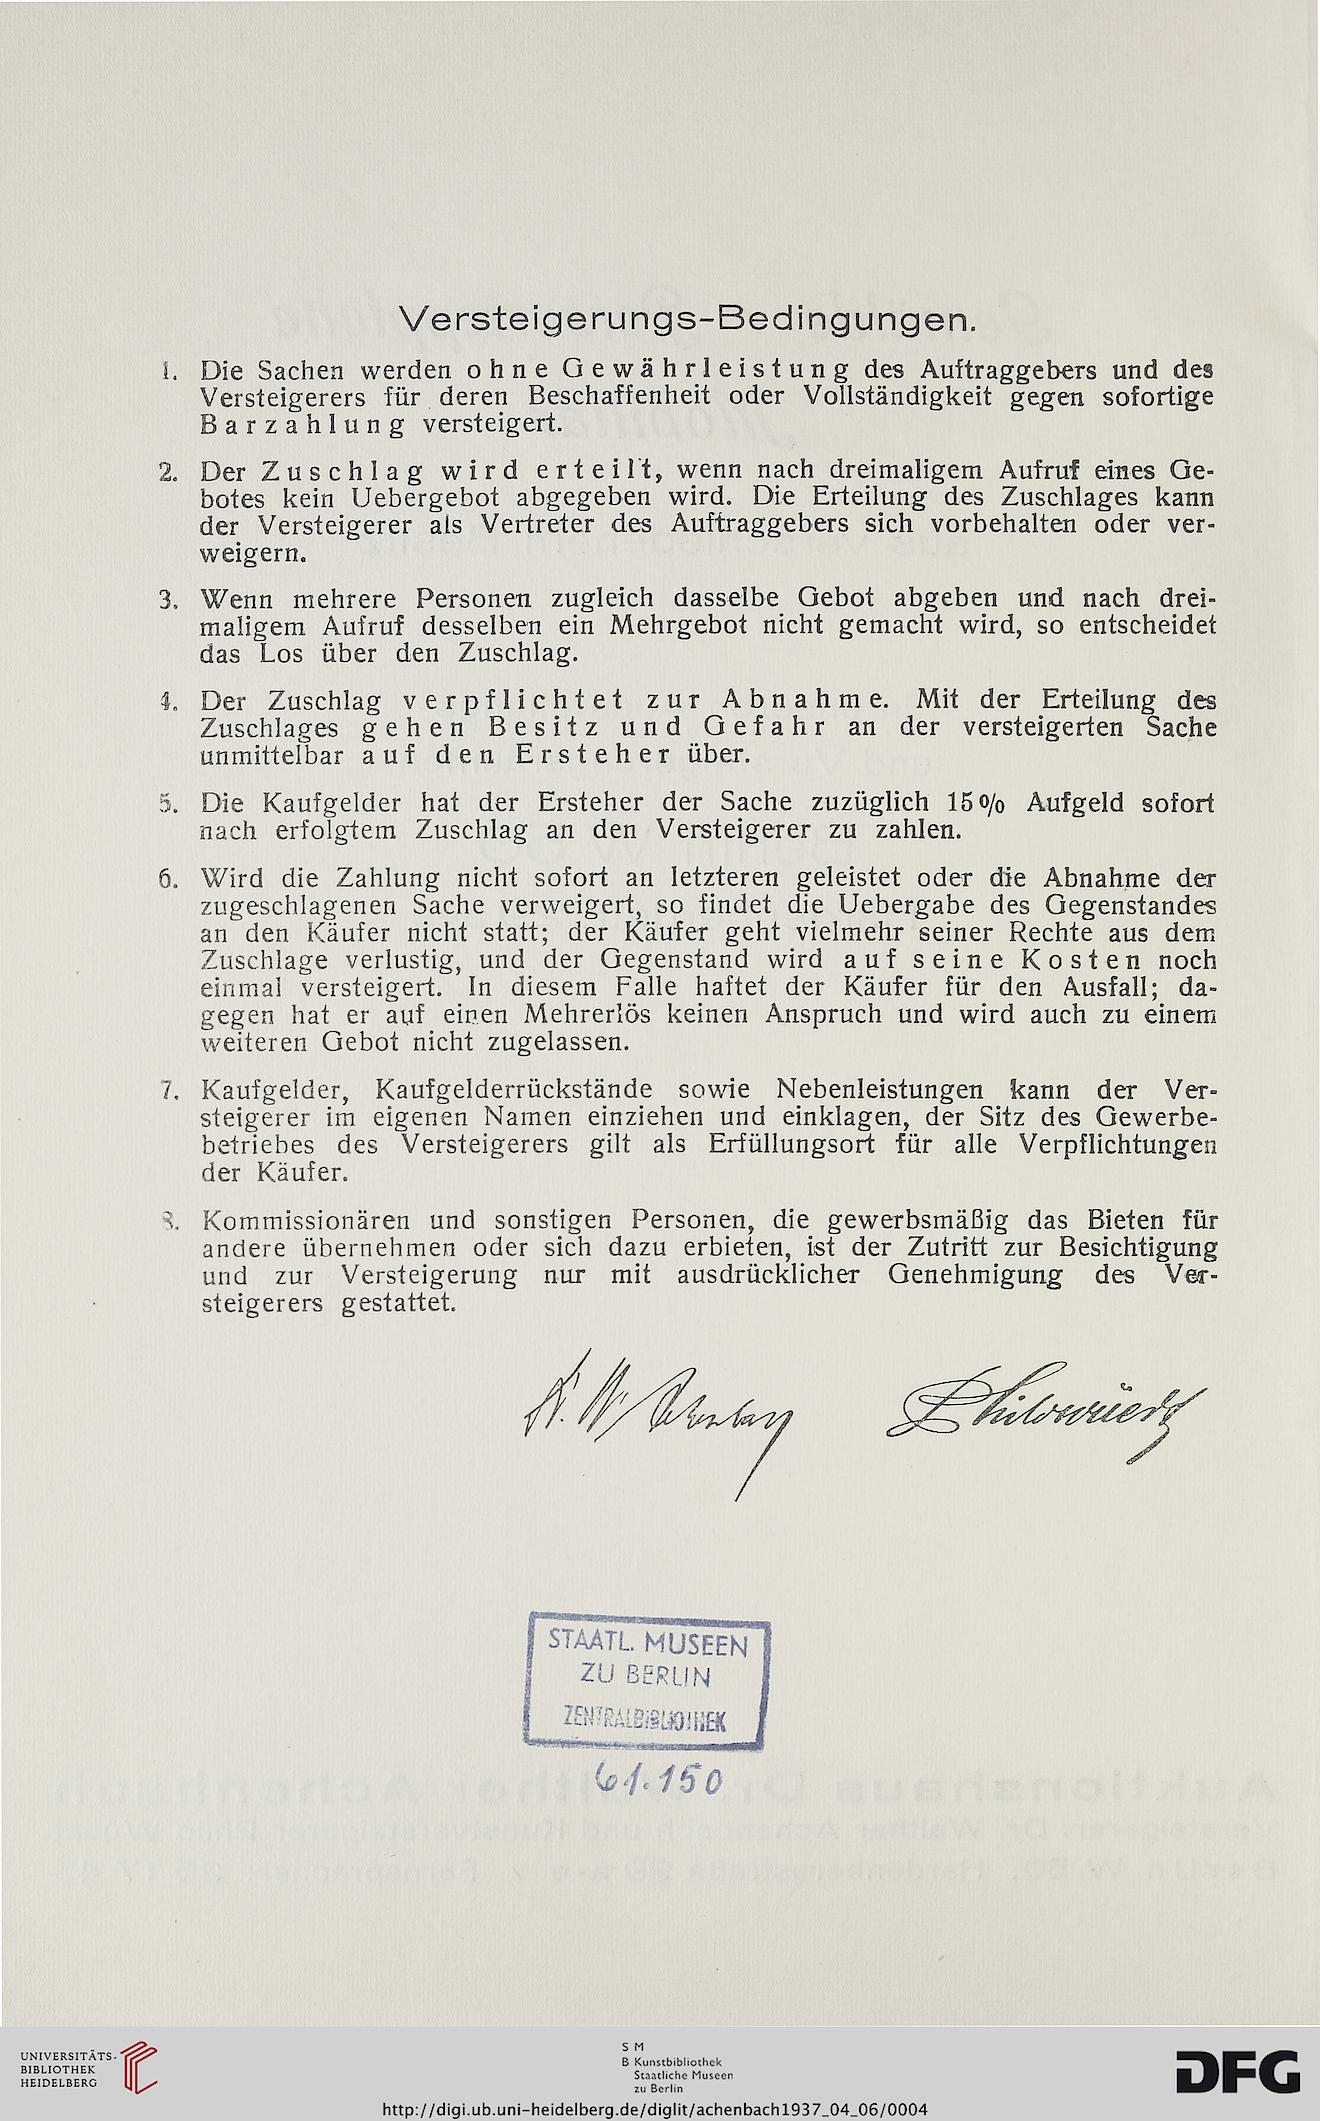 Versteigerungs-Bedingungen.
1. Die Sachen werden ohne Gewährleistung des Auftraggebers und des
Versteigerers für deren Beschaffenheit oder Vollständigkeit gegen sofortige
Barzahlung versteigert.
2. Der Zuschlag wird erteilt, wenn nach dreimaligem Aufruf eines Ge-
botes kein Uebergebot abgegeben wird. Die Erteilung des Zuschlages kann
der Versteigerer als Vertreter des Auftraggebers sich vorbehalten oder ver-
weigern.
3. Wenn mehrere Personen zugleich dasselbe Gebot abgeben und nach drei-
maligem Aufruf desselben ein Mehrgebot nicht gemacht wird, so entscheidet
das Los über den Zuschlag.
4. Der Zuschlag verpflichtet zur Abnahme. Mit der Erteilung des
Zuschlages gehen Besitz und Gefahr an der versteigerten Sache
unmittelbar auf den Ersteher über.
5. Die Kaufgelder hat der Ersteher der Sache zuzüglich 15% Aufgeld sofort
nach erfolgtem Zuschlag an den Versteigerer zu zahlen.
6. Wird die Zahlung nicht sofort an letzteren geleistet oder die Abnahme der
zugeschlagenen Sache verweigert, so findet die Uebergabe des Gegenstandes
an den Käufer nicht statt; der Käufer geht vielmehr seiner Rechte aus dem
Zuschlage verlustig, und der Gegenstand wird auf seine Kosten noch
einmal versteigert. In diesem Falle haftet der Käufer für den Ausfall; da-
gegen hat er auf einen Mehrerlös keinen Anspruch und wird auch zu einem
weiteren Gebot nicht zugelassen.
7. Kaufgelder, Kaufgelderrückstände sowie Nebenleistungen kann der Ver-
steigerer im eigenen Namen einziehen und einklagen, der Sitz des Gewerbe-
betriebes des Versteigerers gilt als Erfüllungsort für alle Verpflichtungen
der Käufer.
8. Kommissionären und sonstigen Personen, die gewerbsmäßig das Bieten für
andere übernehmen oder sich dazu erbieten, ist der Zutritt zur Besichtigung
und zur Versteigerung nur mit ausdrücklicher Genehmigung des Ver-
steigerers gestattet.
STAATL. MUSEEN
ZU BERLIN
ZENTRALBIBLIOTHEK
61.150
UNIVERSITÄTS-
BIBLIOTHEK
HEIDELBERG
S M
B Kunstbibliothek
Staatliche Museen
zu Berlin
DFG
http://digi.ub.uni-heidelberg.de/diglit/achenbach1937_04_06/0004